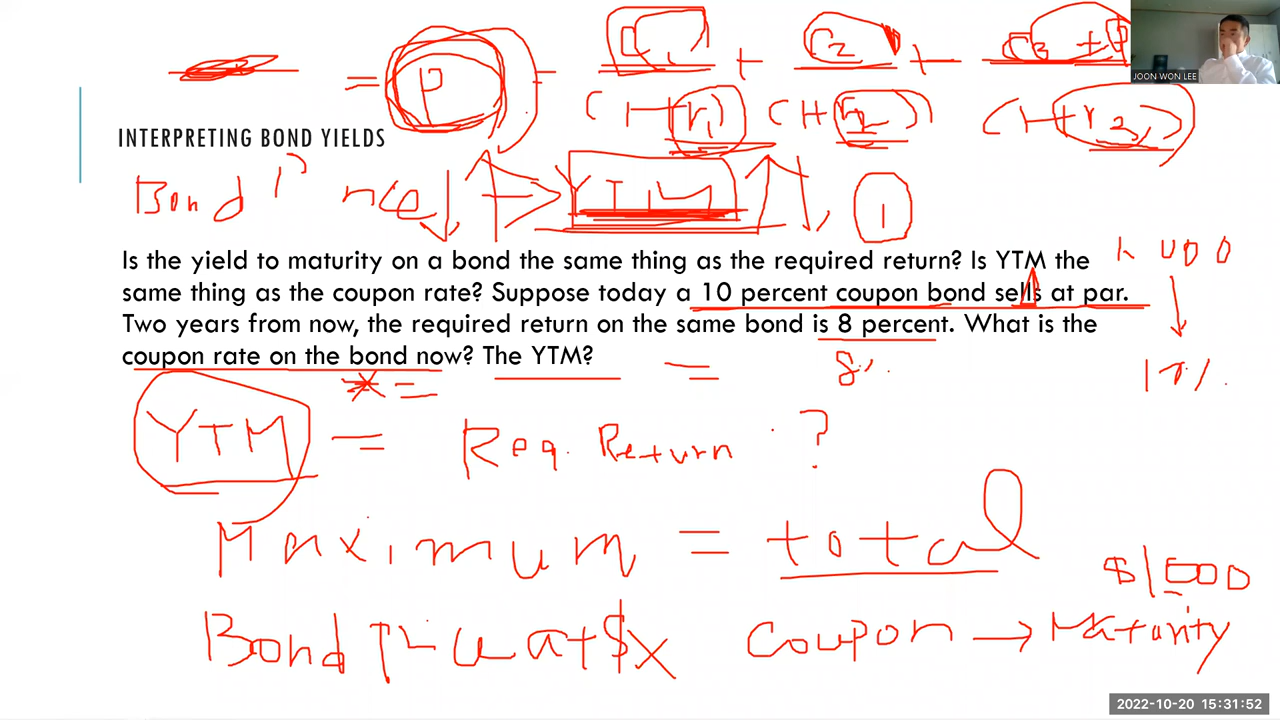 = P = C1 + C2 + C3 + P
(1+r1) (1+r2) (1+r3)
JOON WON LEE
INTERPRETING BOND YIELDS
Bond Price YTM 1
Is the yield to maturity on a bond the same thing as the required return? Is YTM the
same thing as the coupon rate? Suppose today a 10 percent coupon bond sells at par.
Two years from now, the required return on the same bond is 8 percent. What is the
coupon rate on the bond now? The YTM?
= 8%
YTM = Req. Return ?
Maximum = total
$1000
Bond Price at $x Coupon → Maturity
2022-10-20 15:31:52